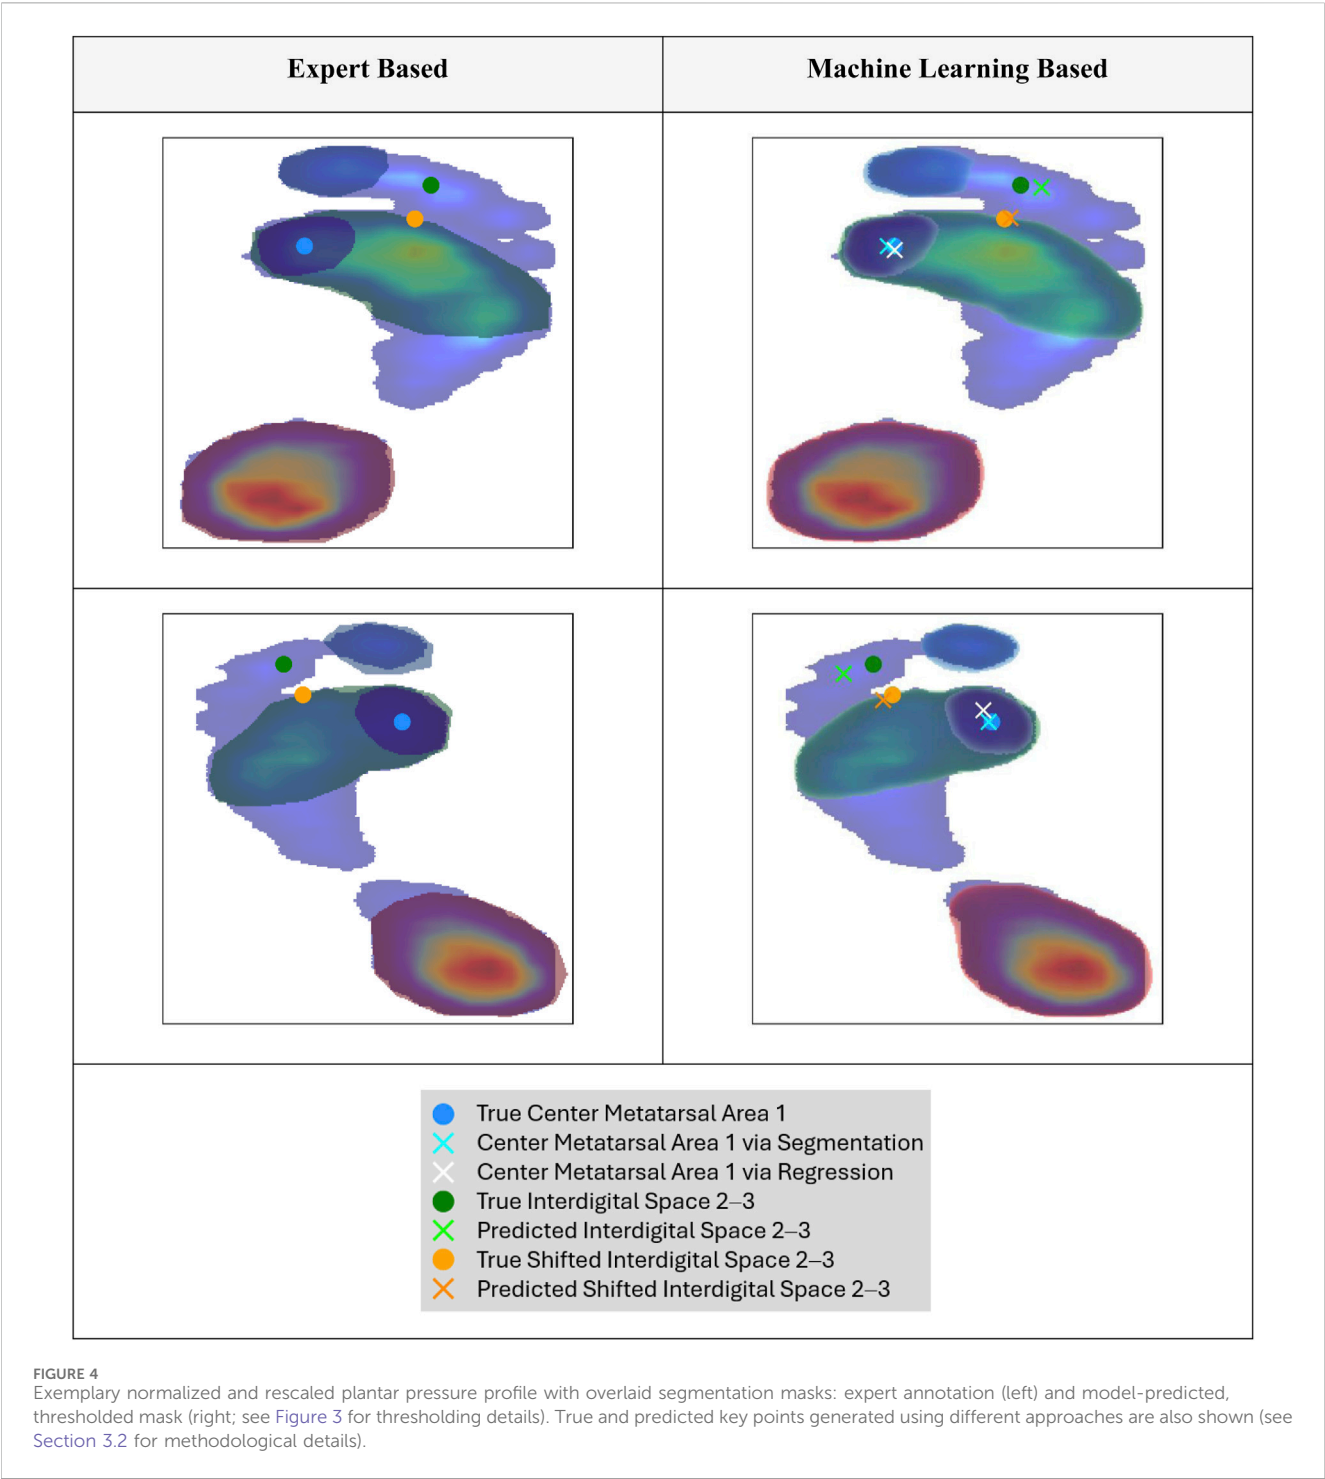 Expert Based
Machine Learning Based
True Center Metatarsal Area 1
Center Metatarsal Area 1 via Segmentation
Center Metatarsal Area 1 via Regression
True Interdigital Space 2–3
Predicted Interdigital Space 2–3
True Shifted Interdigital Space 2–3
Predicted Shifted Interdigital Space 2–3
FIGURE 4
Exemplary normalized and rescaled plantar pressure profile with overlaid segmentation masks: expert annotation (left) and model-predicted,
thresholded mask (right; see Figure 3 for thresholding details). True and predicted key points generated using different approaches are also shown (see
Section 3.2 for methodological details).